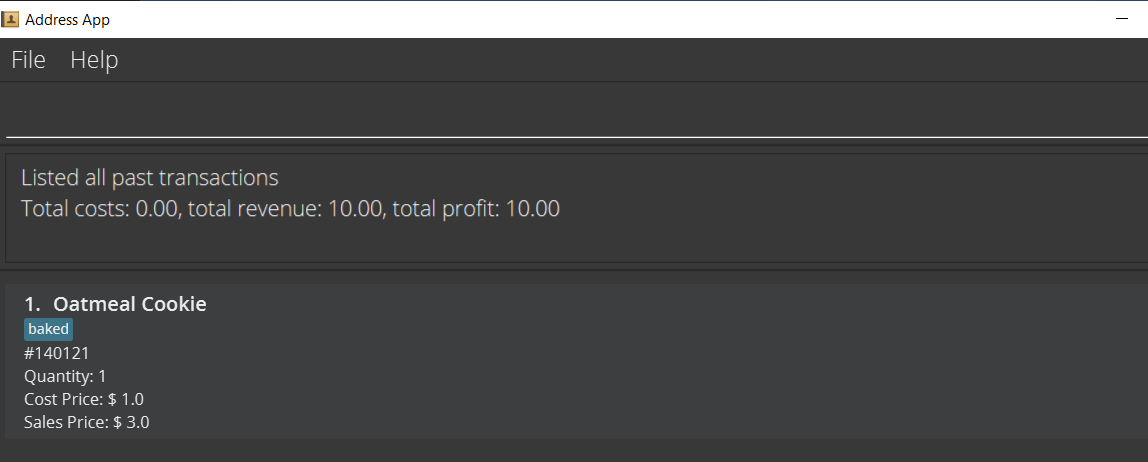 Address App
File Help
Listed all past transactions
Total costs: 0.00, total revenue: 10.00, total profit: 10.00
1. Oatmeal Cookie
baked
#140121
Quantity: 1
Cost Price: $ 1.0
Sales Price: $ 3.0